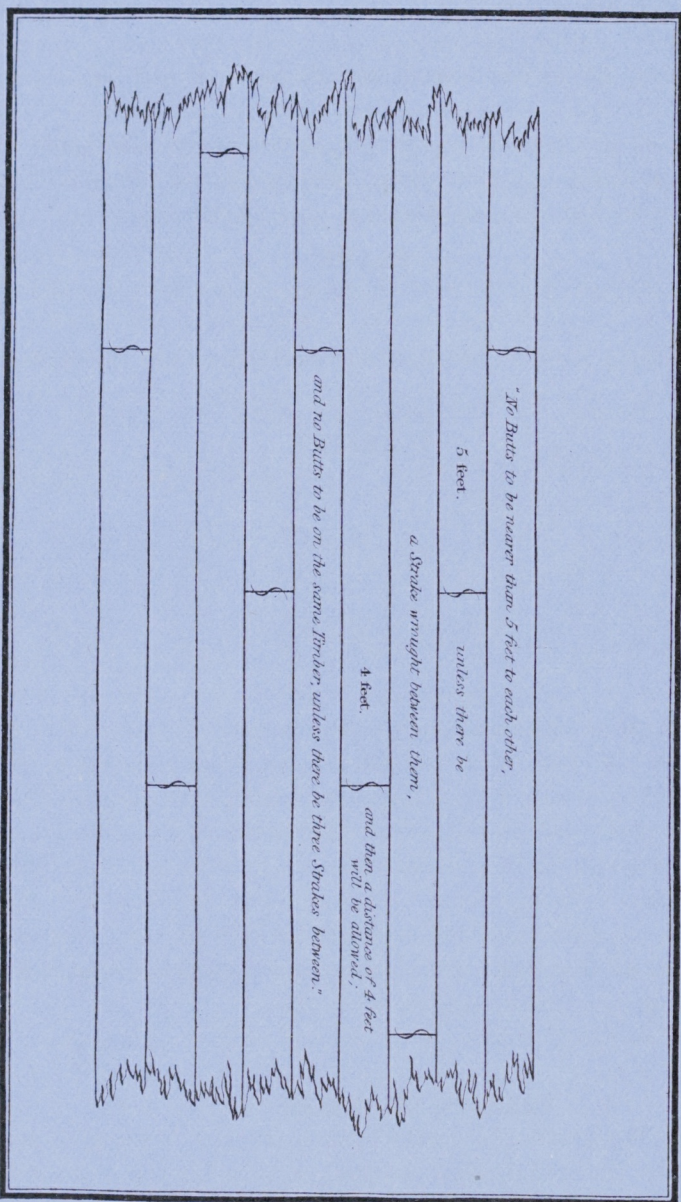 "No Butts to be nearer than 5 feet to each other,
5 feet. unless there be
a Strake wrought between them,
4 feet. and then a distance of 4 feet
will be allowed;
and no Butts to be on the same Timber, unless there be three Strakes between."